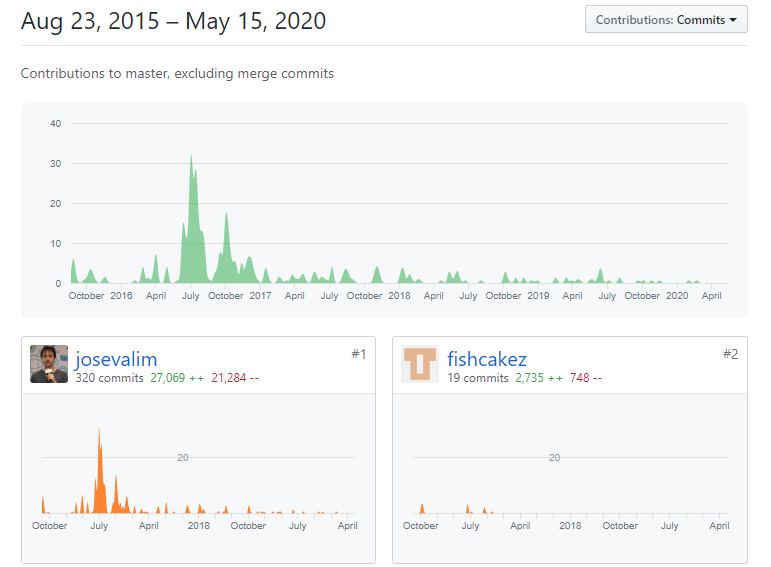 Aug 23, 2015 – May 15, 2020
Contributions: Commits
Contributions to master, excluding merge commits
40
30
20
10
0
October 2016 April July October 2017 April July October 2018 April July October 2019 April July October 2020 April
josevalim
#1
320 commits 27,069 ++ 21,284 --
20
October July April 2018 October July April
fishcakez
#2
19 commits 2,735 ++ 748 --
20
October July April 2018 October July April